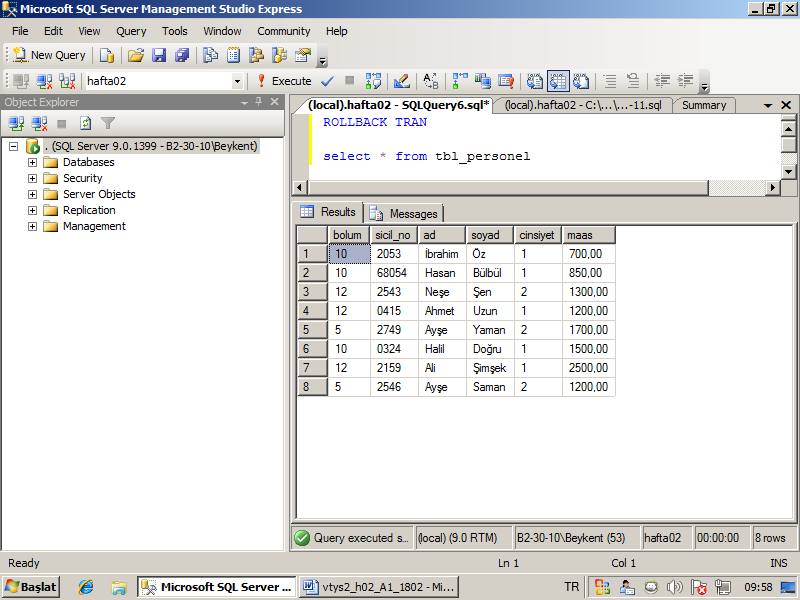 Microsoft SQL Server Management Studio Express
File Edit View Query Tools Window Community Help
New Query
hafta02 Execute
Object Explorer
. (SQL Server 9.0.1399 - B2-30-10\Beykent)
Databases
Security
Server Objects
Replication
Management
(local).hafta02 - SQLQuery6.sql* (local).hafta02 - C:\...\...-11.sql Summary
ROLLBACK TRAN
select * from tbl_personel
Results Messages
bolum sicil_no ad soyad cinsiyet maas
1 10 2053 İbrahim Öz 1 700,00
2 10 68054 Hasan Bülbül 1 850,00
3 12 2543 Neşe Şen 2 1300,00
4 12 0415 Ahmet Uzun 1 1200,00
5 5 2749 Ayşe Yaman 2 1700,00
6 10 0324 Halil Doğru 1 1500,00
7 12 2159 Ali Şimşek 1 2500,00
8 5 2546 Ayşe Saman 2 1200,00
Query executed s... (local) (9.0 RTM) B2-30-10\Beykent (53) hafta02 00:00:00 8 rows
Ready Ln 1 Col 1 INS
Başlat Microsoft SQL Server ... vtys2_h02_A1_1802 - Mi... TR 09:58